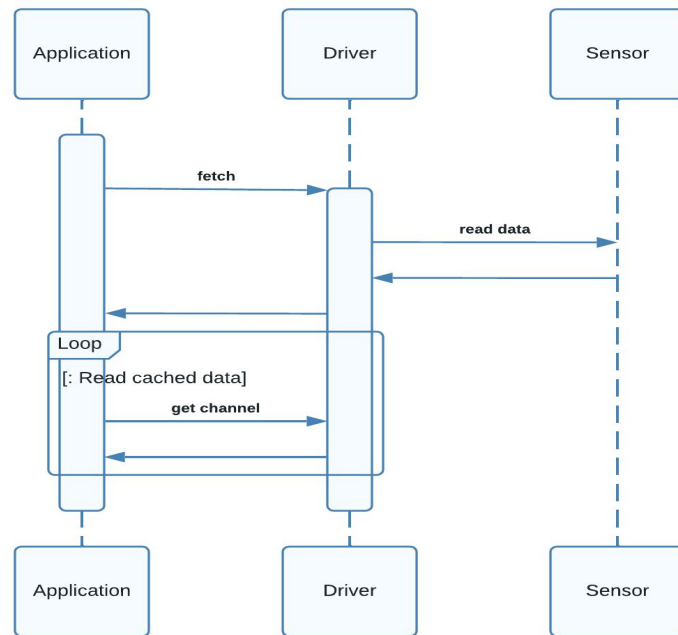 Application
Driver
Sensor
fetch
read data
Loop
[: Read cached data]
get channel
Application
Driver
Sensor